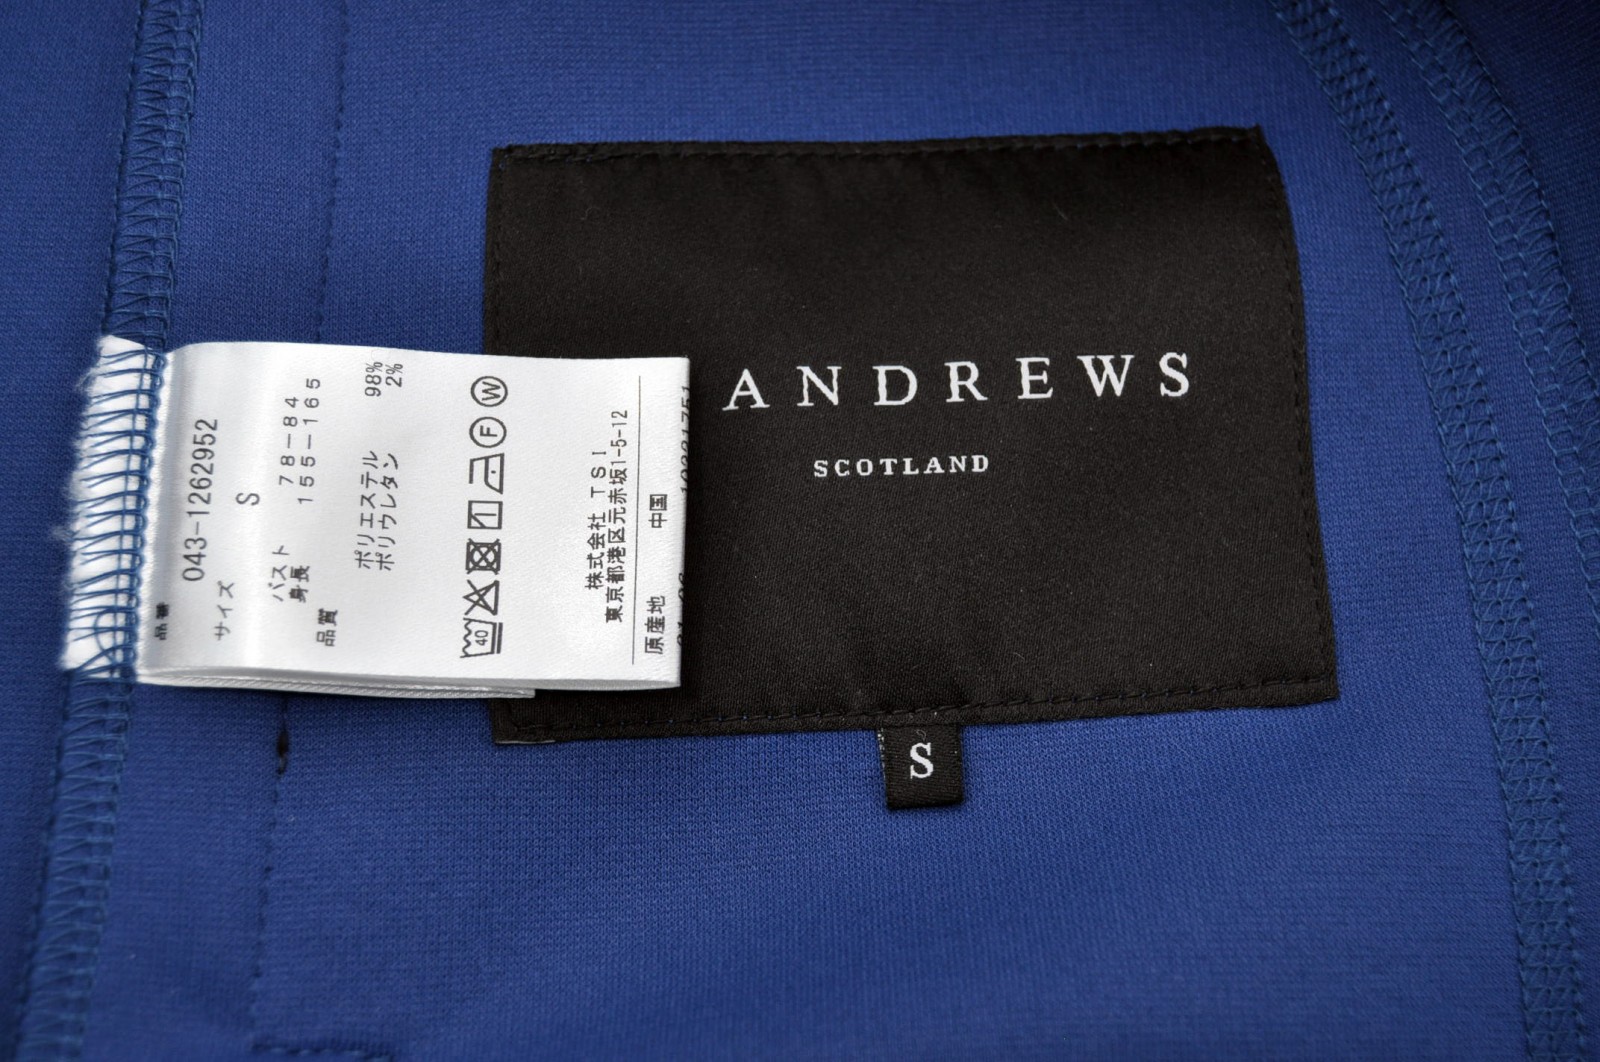 ANDREWS
SCOTLAND
S
品番
043-1262952
サイズ S
バスト 78-84
身長 155-165
品質
ポリエステル 98%
ポリウレタン 2%
40
F
W
株式会社 TSI
東京都港区元赤坂1-5-12
原産地 中国